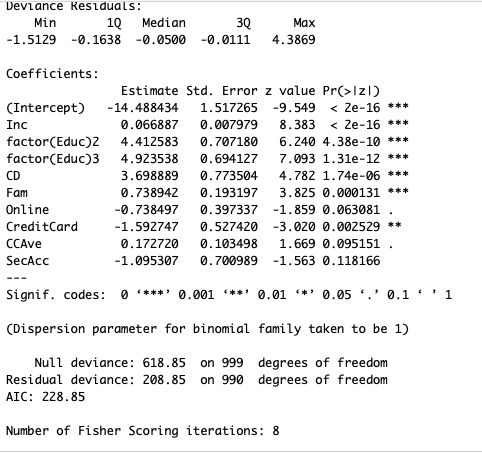 Deviance Residuals:
    Min       1Q   Median       3Q      Max
-1.5129  -0.1638  -0.0500  -0.0111   4.3869

Coefficients:
                Estimate Std. Error z value Pr(>|z|)
(Intercept)   -14.488434   1.517265  -9.549  < 2e-16 ***
Inc             0.066887   0.007979   8.383  < 2e-16 ***
factor(Educ)2   4.412583   0.707180   6.240 4.38e-10 ***
factor(Educ)3   4.923538   0.694127   7.093 1.31e-12 ***
CD              3.698889   0.773504   4.782 1.74e-06 ***
Fam             0.738942   0.193197   3.825 0.000131 ***
Online         -0.738497   0.397337  -1.859 0.063081 .
CreditCard     -1.592747   0.527420  -3.020 0.002529 **
CCAve           0.172720   0.103498   1.669 0.095151 .
SecAcc         -1.095307   0.700989  -1.563 0.118166
---
Signif. codes:  0 ‘***’ 0.001 ‘**’ 0.01 ‘*’ 0.05 ‘.’ 0.1 ‘ ’ 1

(Dispersion parameter for binomial family taken to be 1)

    Null deviance: 618.85  on 999  degrees of freedom
Residual deviance: 208.85  on 990  degrees of freedom
AIC: 228.85

Number of Fisher Scoring iterations: 8